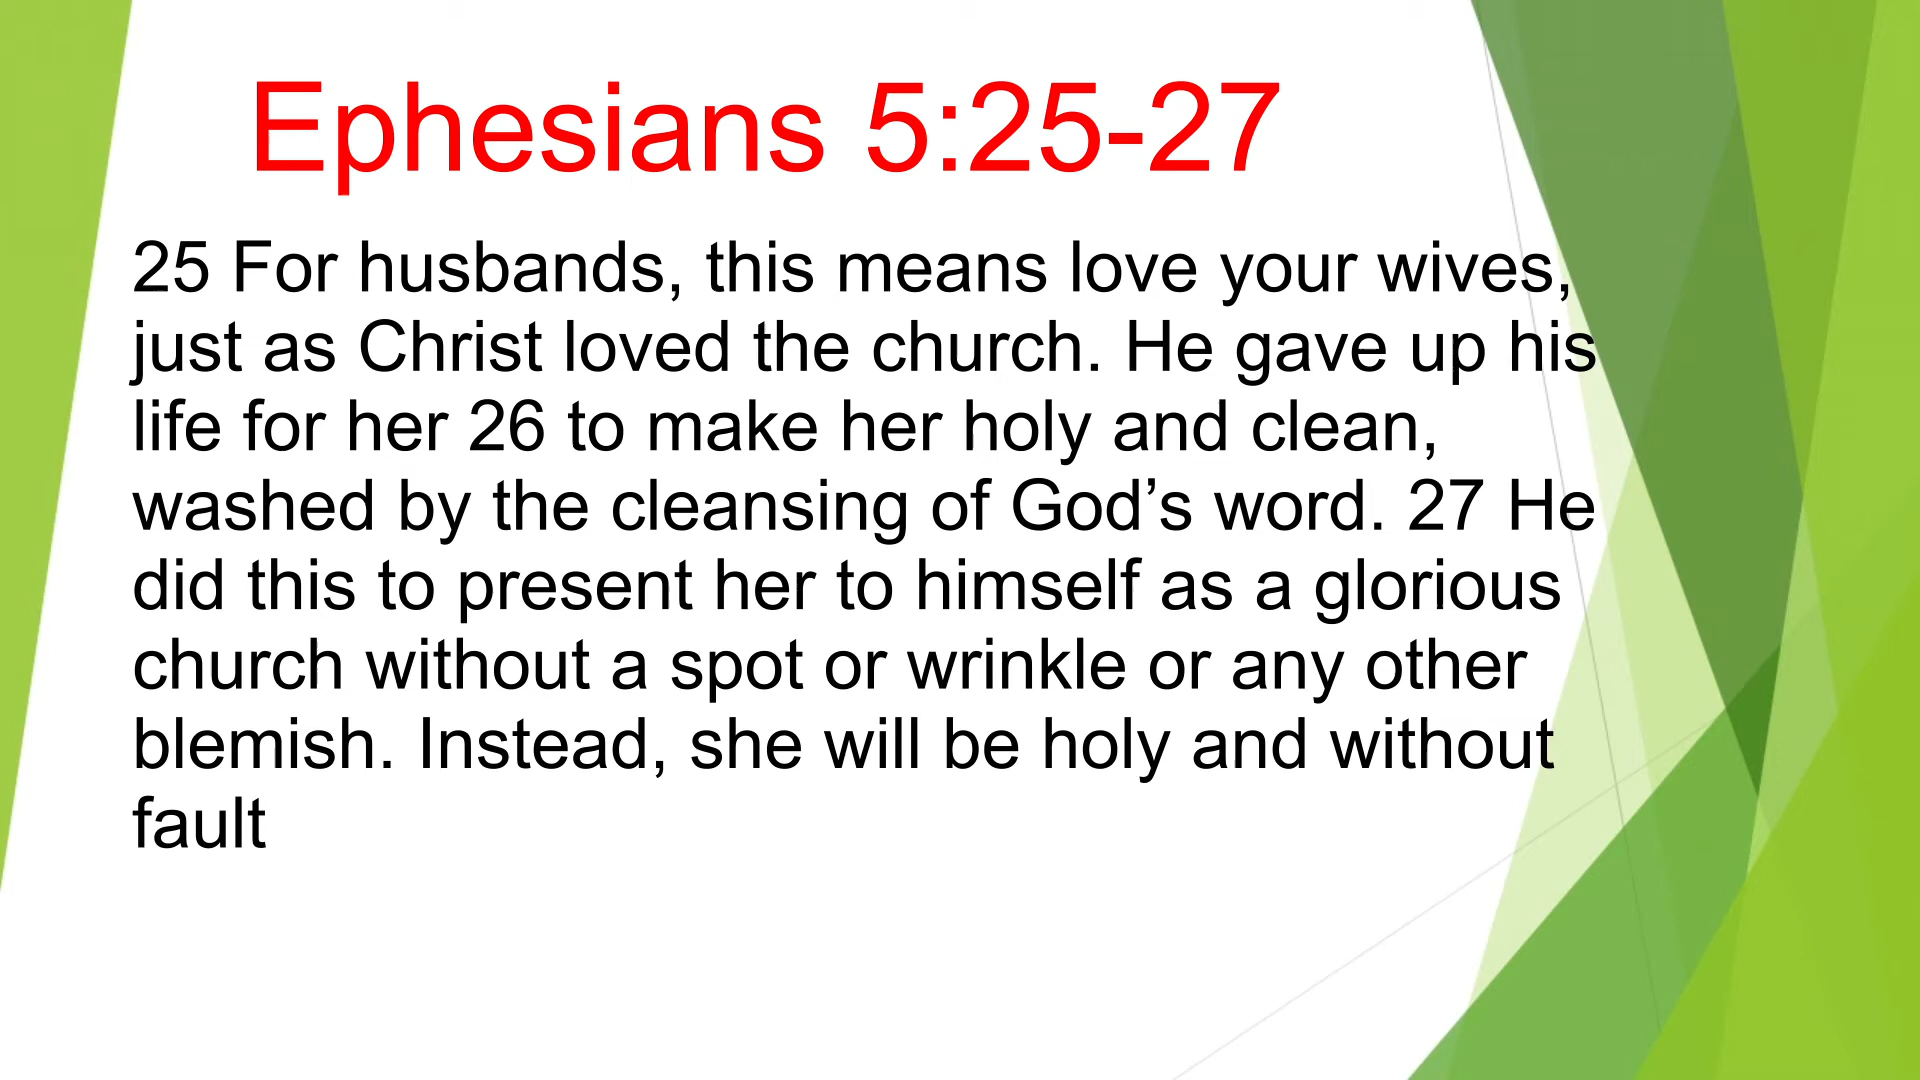 Ephesians 5:25-27
25 For husbands, this means love your wives,
just as Christ loved the church. He gave up his
life for her 26 to make her holy and clean,
washed by the cleansing of God’s word. 27 He
did this to present her to himself as a glorious
church without a spot or wrinkle or any other
blemish. Instead, she will be holy and without
fault